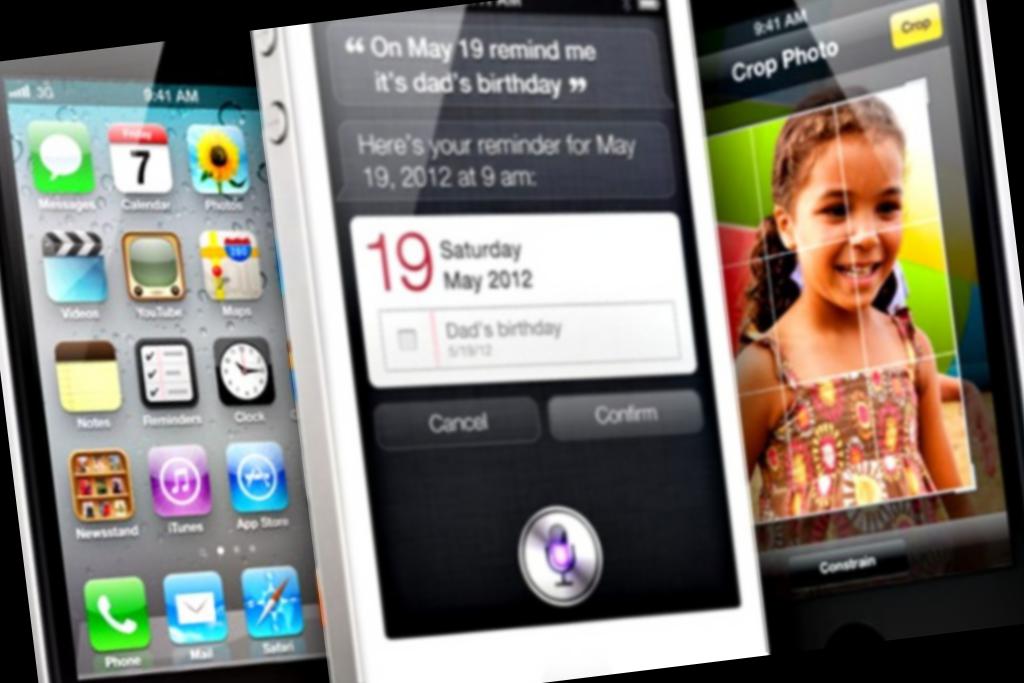 3G 9:41 AM
Friday
7
Messages Calendar Photos
280
Videos YouTube Maps
Notes Reminders Clock
Newsstand iTunes App Store
Phone Mail Safari
AM
“ On May 19 remind me
it's dad's birthday ”
Here's your reminder for May
19, 2012 at 9 am:
19 Saturday
May 2012
Dad's birthday
5/19/12
Cancel Confirm
9:41 AM
Crop Photo Crop
Constrain